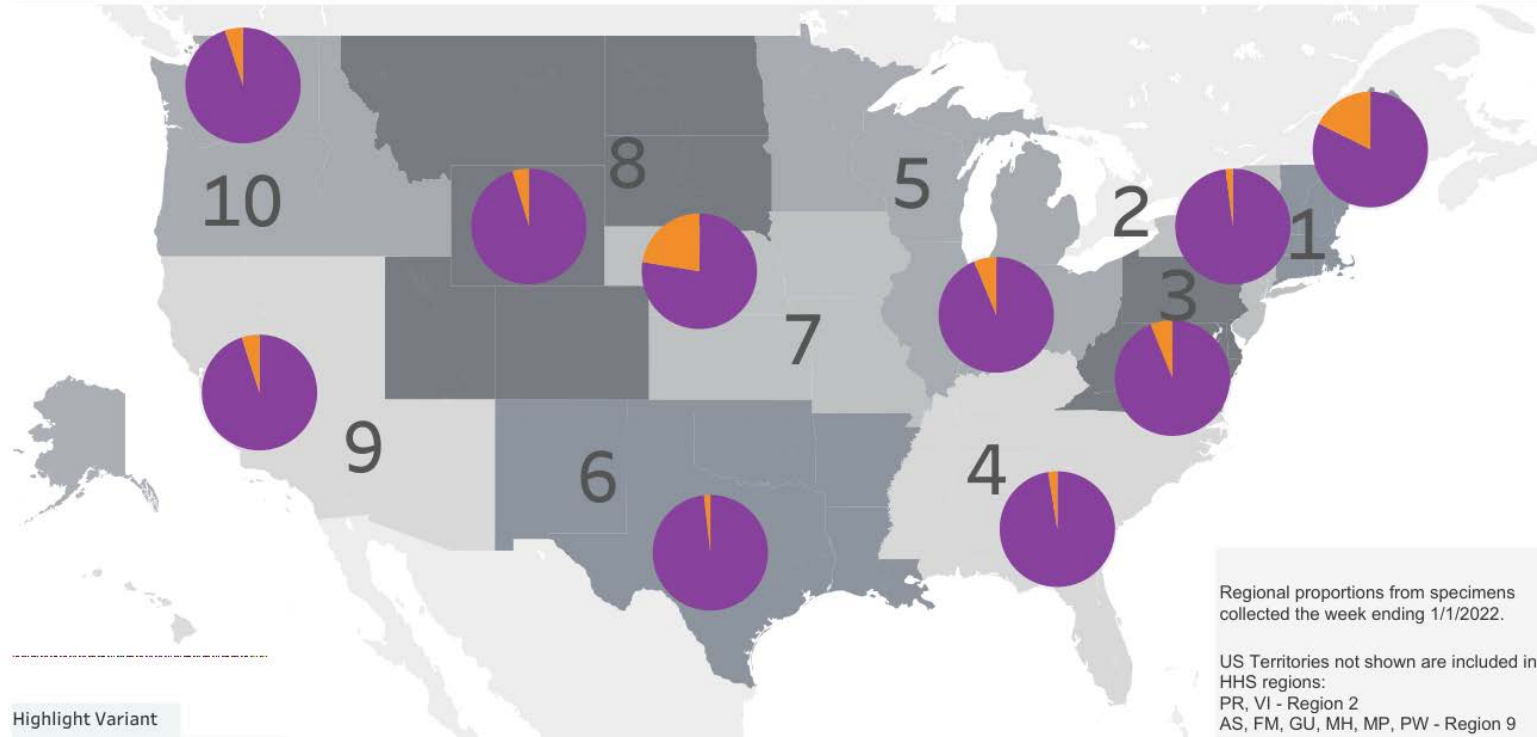 8
5
10
2
1
3
7
9
6
4
Regional proportions from specimens
collected the week ending 1/1/2022.
US Territories not shown are included in
HHS regions:
PR, VI - Region 2
AS, FM, GU, MH, MP, PW - Region 9
Highlight Variant